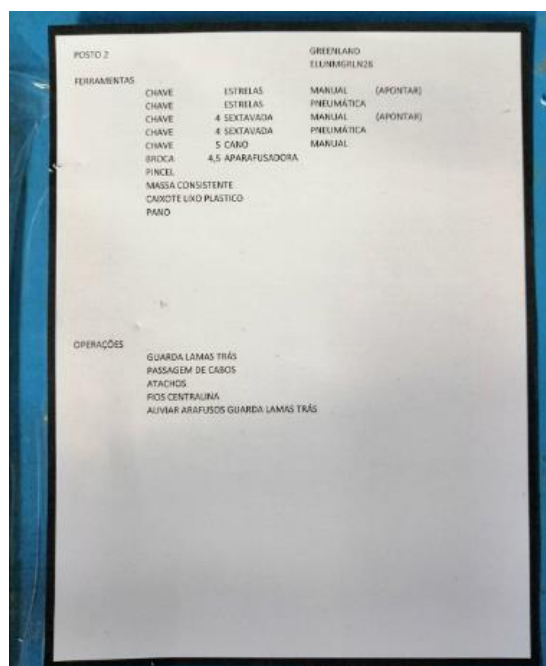 POSTO 2 GREENLAND
ELUNMGRLN26
FERRAMENTAS
CHAVE ESTRELAS MANUAL (APONTAR)
CHAVE ESTRELAS PNEUMÁTICA
CHAVE 4 SEXTAVADA MANUAL (APONTAR)
CHAVE 4 SEXTAVADA PNEUMÁTICA
CHAVE 5 CANO MANUAL
BROCA 4,5 APARAFUSADORA
PINCEL
MASSA CONSISTENTE
CAIXOTE LIXO PLASTICO
PANO
OPERAÇÕES
GUARDA LAMAS TRÁS
PASSAGEM DE CABOS
ATACHOS
FIOS CENTRALINA
ALIVIAR ARAFUSOS GUARDA LAMAS TRÁS